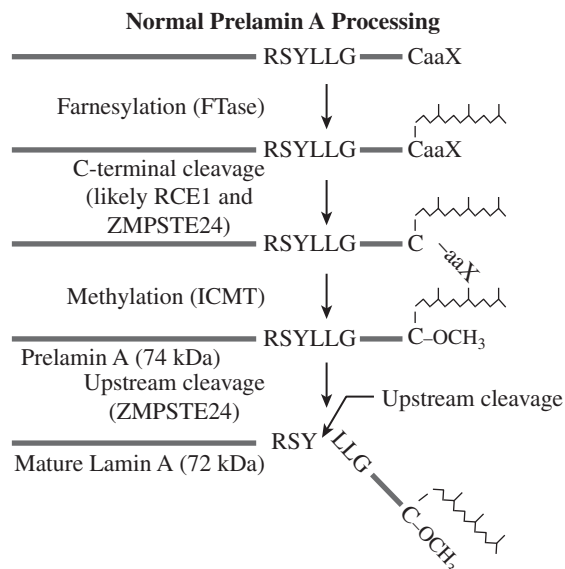 Normal Prelamin A Processing
RSYLLG CaaX
Farnesylation (FTase)
RSYLLG CaaX
C-terminal cleavage
(likely RCE1 and
ZMPSTE24)
RSYLLG C –aaX
Methylation (ICMT)
RSYLLG C–OCH₃
Prelamin A (74 kDa)
Upstream cleavage
(ZMPSTE24)
Upstream cleavage
RSY LLG
Mature Lamin A (72 kDa)
C–OCH₃